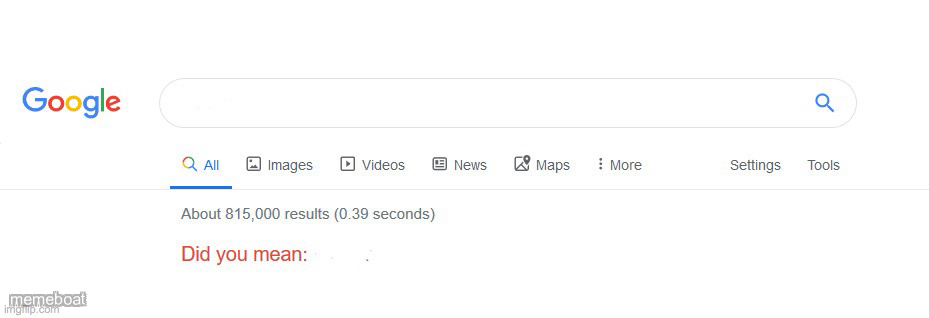 Google
All Images Videos News Maps More Settings Tools
About 815,000 results (0.39 seconds)
Did you mean:
memeboat
imgflip.com